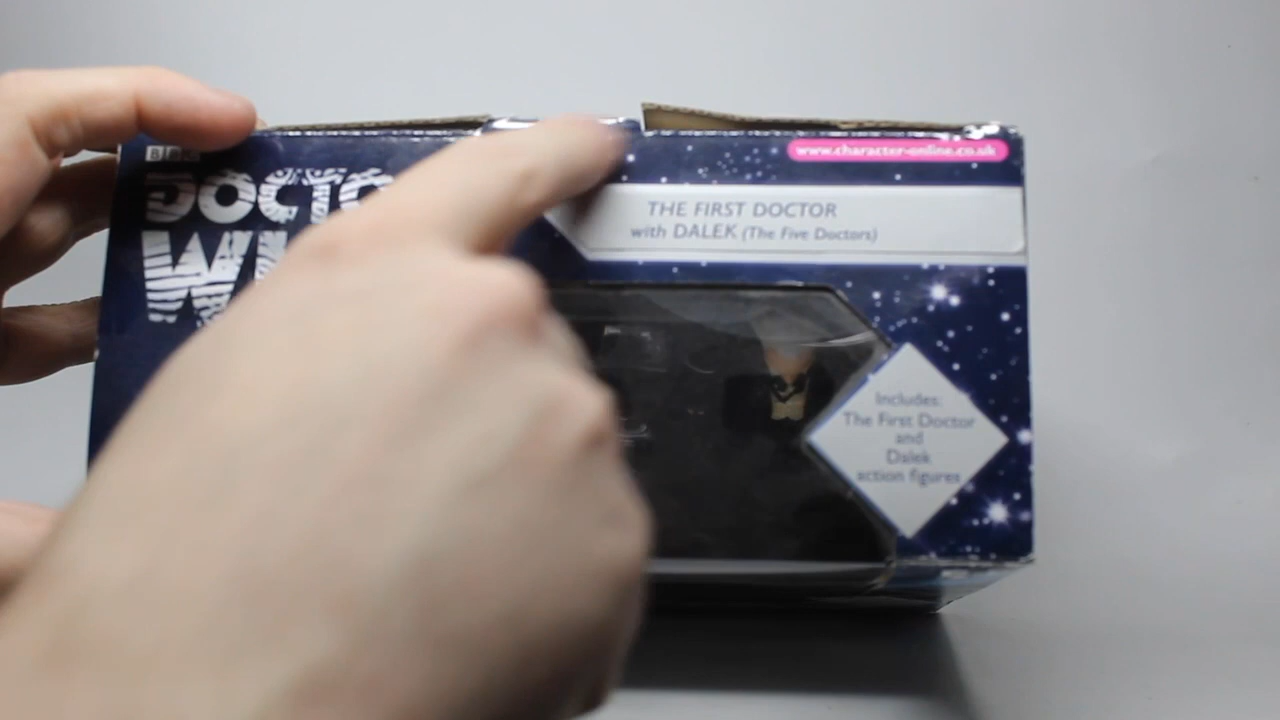 BBC
DOCTO
W
www.character-online.co.uk
THE FIRST DOCTOR
with DALEK (The Five Doctors)
Includes:
The First Doctor
and
Dalek
action figures